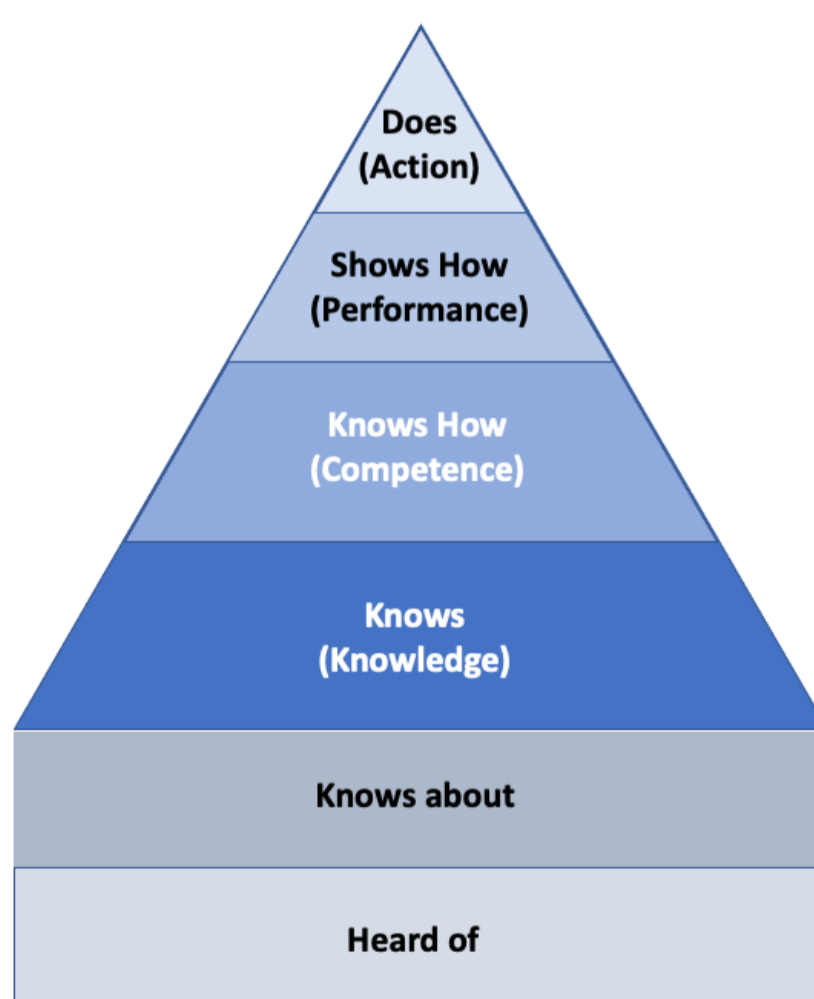 Does
(Action)
Shows How
(Performance)
Knows How
(Competence)
Knows
(Knowledge)
Knows about
Heard of